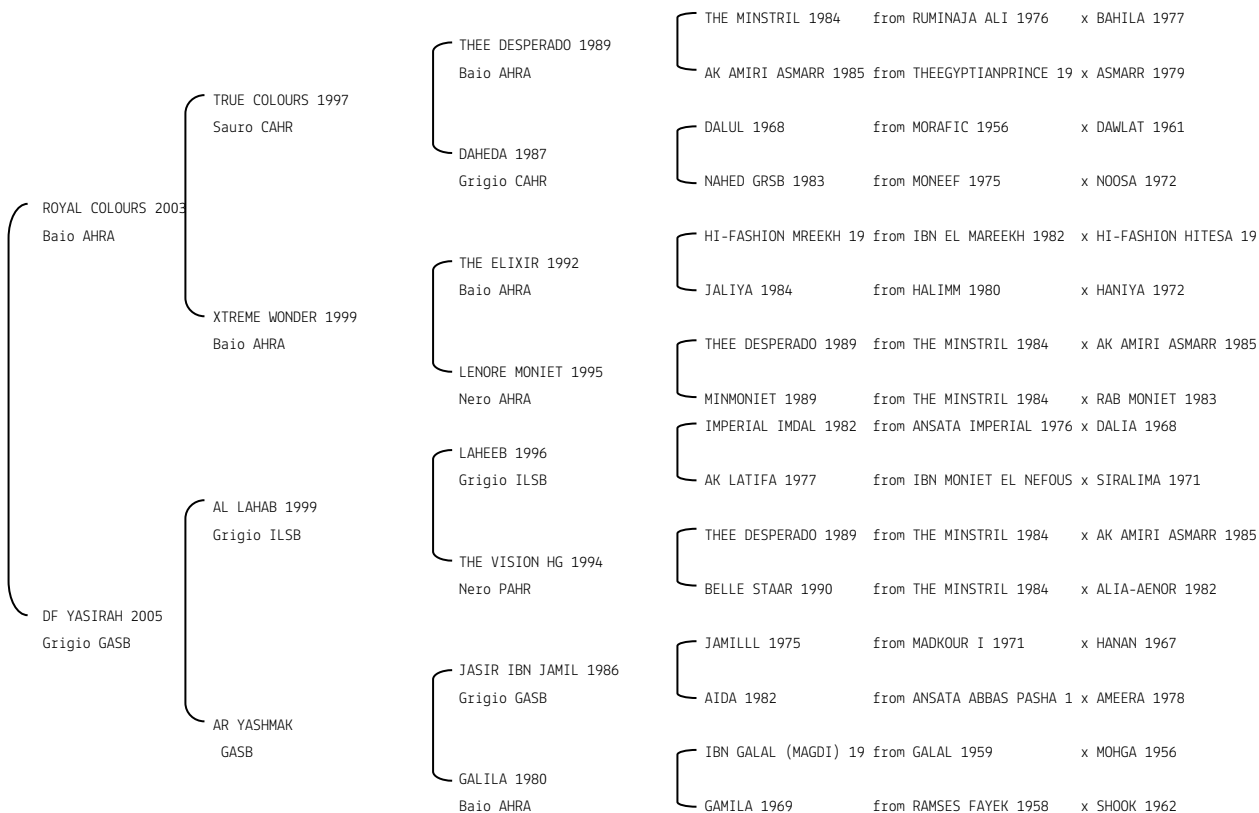 THE MINSTRIL 1984 from RUMINAJA ALI 1976 x BAHILA 1977
THEE DESPERADO 1989
Baio AHRA
AK AMIRI ASMARR 1985 from THEEGYPTIANPRINCE 19 x ASMARR 1979
TRUE COLOURS 1997
Sauro CAHR
DALUL 1968 from MORAFIC 1956 x DAWLAT 1961
DAHEDA 1987
Grigio CAHR
NAHED GRSB 1983 from MONEEF 1975 x NOOSA 1972
ROYAL COLOURS 2003
Baio AHRA
HI-FASHION MREEKH 19 from IBN EL MAREEKH 1982 x HI-FASHION HITESA 19
THE ELIXIR 1992
Baio AHRA
JALIYA 1984 from HALIMM 1980 x HANIYA 1972
XTREME WONDER 1999
Baio AHRA
THEE DESPERADO 1989 from THE MINSTRIL 1984 x AK AMIRI ASMARR 1985
LENORE MONIET 1995
Nero AHRA
MINMONIET 1989 from THE MINSTRIL 1984 x RAB MONIET 1983
IMPERIAL IMDAL 1982 from ANSATA IMPERIAL 1976 x DALIA 1968
LAHEEB 1996
Grigio ILSB
AK LATIFA 1977 from IBN MONIET EL NEFOUS x SIRALIMA 1971
AL LAHAB 1999
Grigio ILSB
THEE DESPERADO 1989 from THE MINSTRIL 1984 x AK AMIRI ASMARR 1985
THE VISION HG 1994
Nero PAHR
BELLE STAAR 1990 from THE MINSTRIL 1984 x ALIA-AENOR 1982
DF YASIRAH 2005
Grigio GASB
JAMILLL 1975 from MADKOUR I 1971 x HANAN 1967
JASIR IBN JAMIL 1986
Grigio GASB
AIDA 1982 from ANSATA ABBAS PASHA 1 x AMEERA 1978
AR YASHMAK
GASB
IBN GALAL (MAGDI) 19 from GALAL 1959 x MOHGA 1956
GALILA 1980
Baio AHRA
GAMILA 1969 from RAMSES FAYEK 1958 x SHOOK 1962